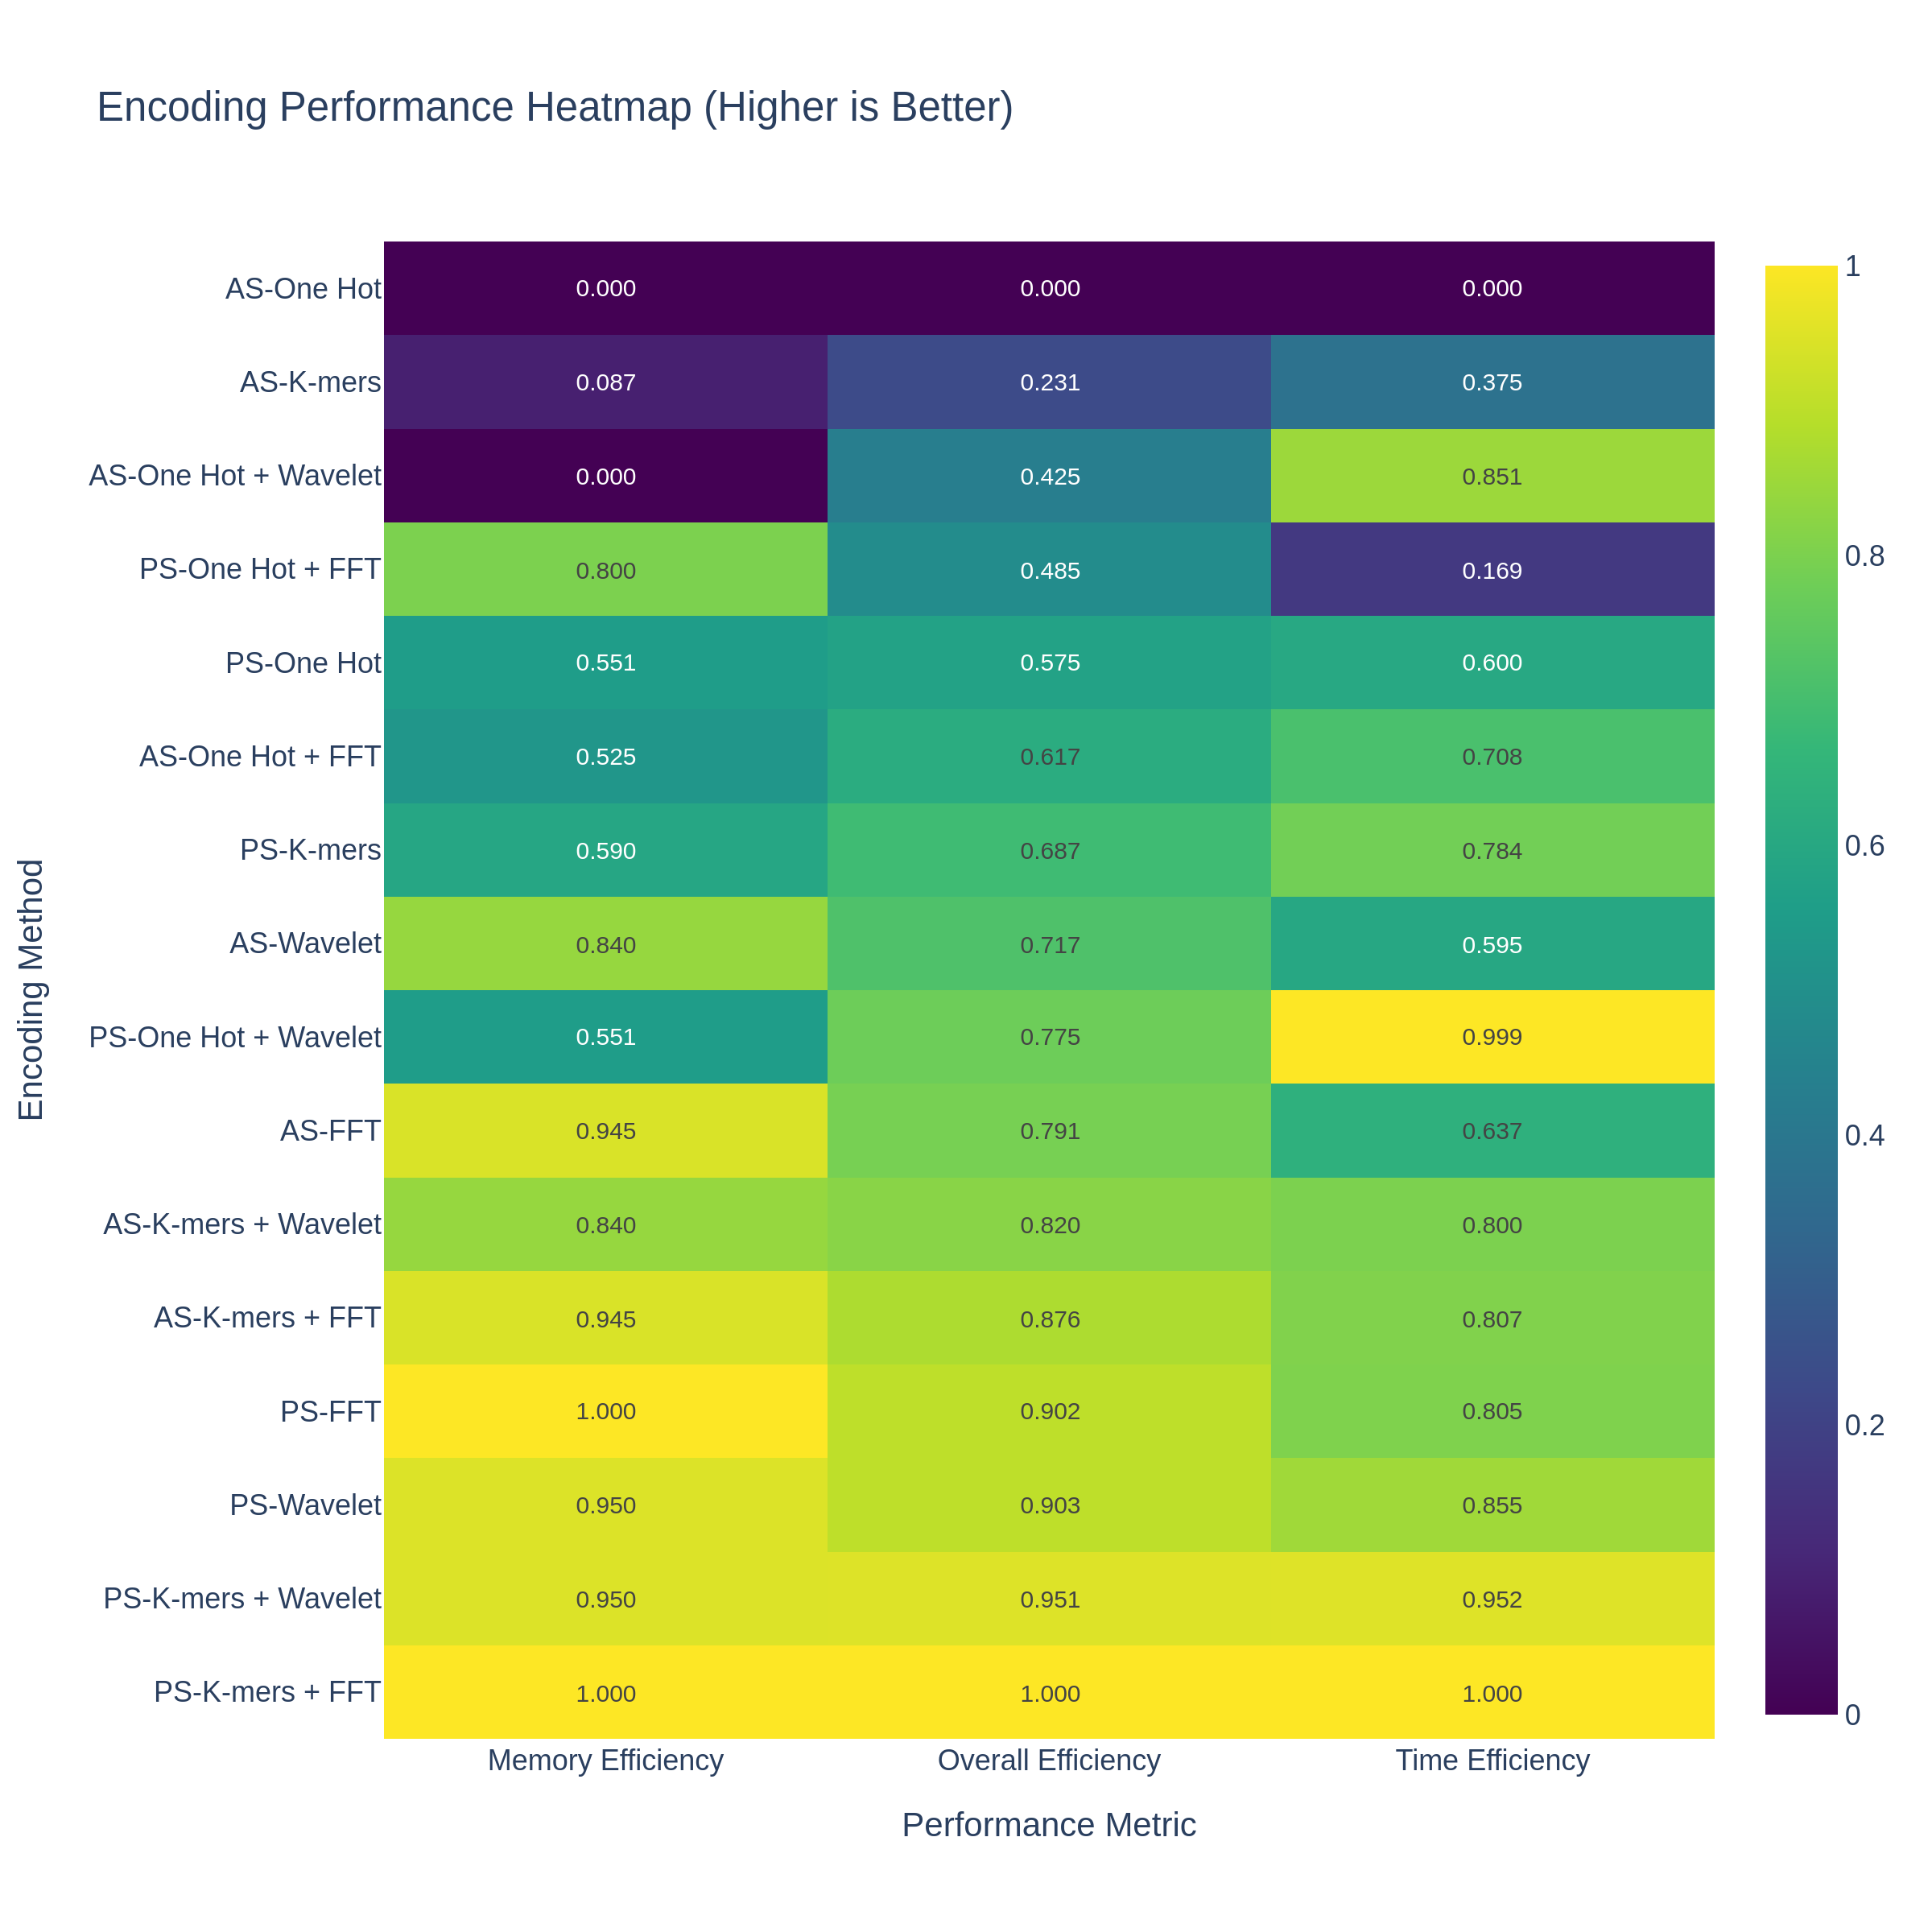 Encoding Performance Heatmap (Higher is Better)
Encoding Method
AS-One Hot 0.000 0.000 0.000
AS-K-mers 0.087 0.231 0.375
AS-One Hot + Wavelet 0.000 0.425 0.851
PS-One Hot + FFT 0.800 0.485 0.169
PS-One Hot 0.551 0.575 0.600
AS-One Hot + FFT 0.525 0.617 0.708
PS-K-mers 0.590 0.687 0.784
AS-Wavelet 0.840 0.717 0.595
PS-One Hot + Wavelet 0.551 0.775 0.999
AS-FFT 0.945 0.791 0.637
AS-K-mers + Wavelet 0.840 0.820 0.800
AS-K-mers + FFT 0.945 0.876 0.807
PS-FFT 1.000 0.902 0.805
PS-Wavelet 0.950 0.903 0.855
PS-K-mers + Wavelet 0.950 0.951 0.952
PS-K-mers + FFT 1.000 1.000 1.000
Memory Efficiency Overall Efficiency Time Efficiency
Performance Metric
1
0.8
0.6
0.4
0.2
0